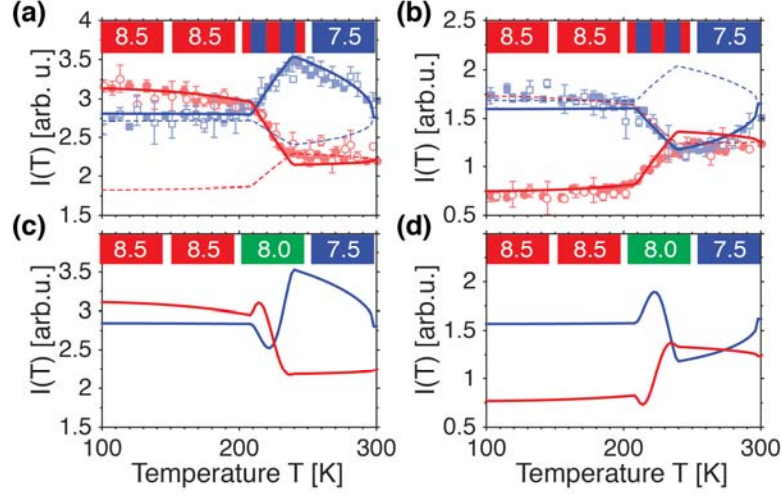 (a) (b)
8.5 8.5 7.5 8.5 8.5 7.5
I(T) [arb. u.] I(T) [arb. u.]
4
3.5
3
2.5
2
1.5
2.5
2
1.5
1
0.5
(c) (d)
8.5 8.5 8.0 7.5 8.5 8.5 8.0 7.5
I(T) [arb.u.] I(T) [arb.u.]
3.5
3
2.5
2
1.5
2
1.5
1
0.5
100 200 300 100 200 300
Temperature T [K] Temperature T [K]